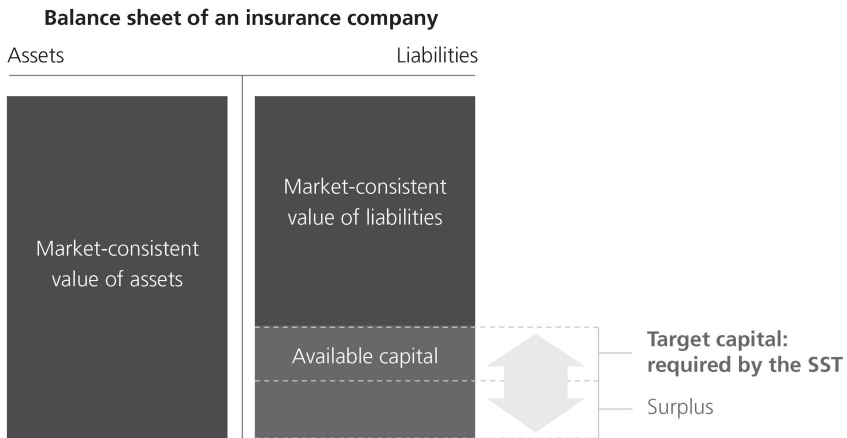 Balance sheet of an insurance company
Assets
Liabilities
Market-consistent
value of assets
Market-consistent
value of liabilities
Available capital
Target capital:
required by the SST
Surplus